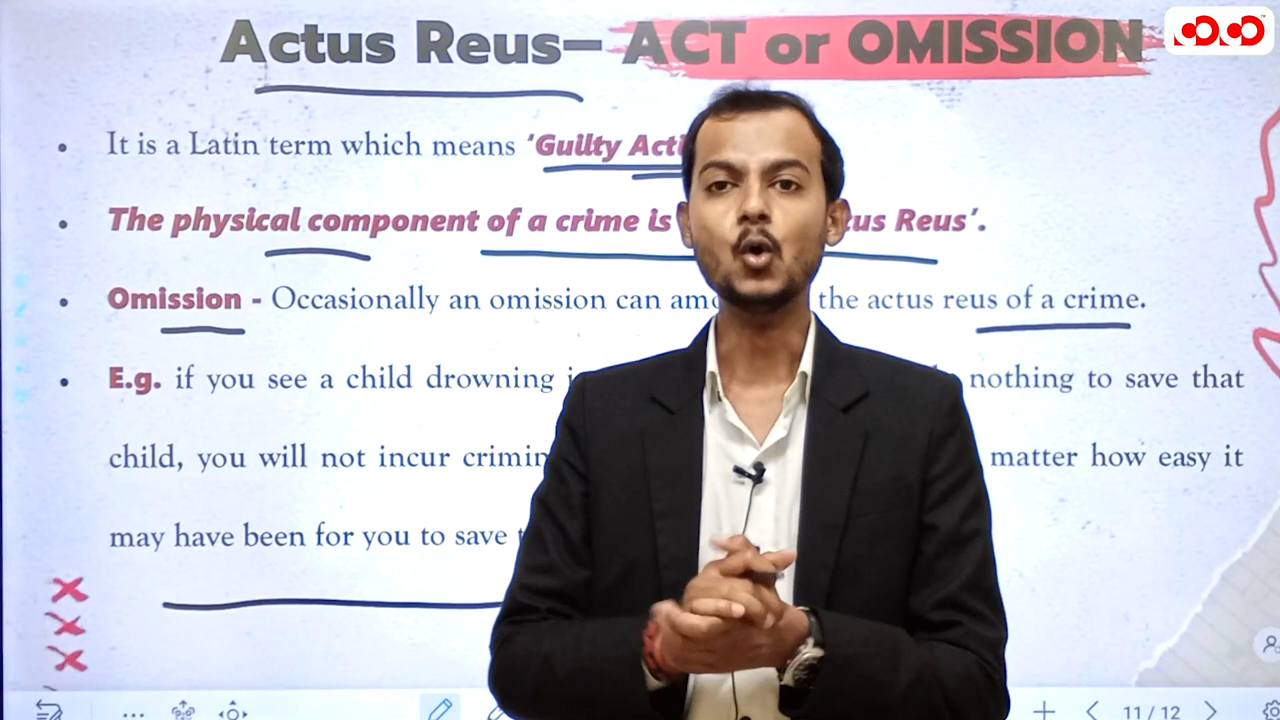 Actus Reus– ACT or OMISSION
• It is a Latin term which means ‘Guilty Acti
• The physical component of a crime is tus Reus’.
• Omission - Occasionally an omission can amo the actus reus of a crime.
• E.g. if you see a child drowning nothing to save that
child, you will not incur crimin matter how easy it
may have been for you to save
11 / 12